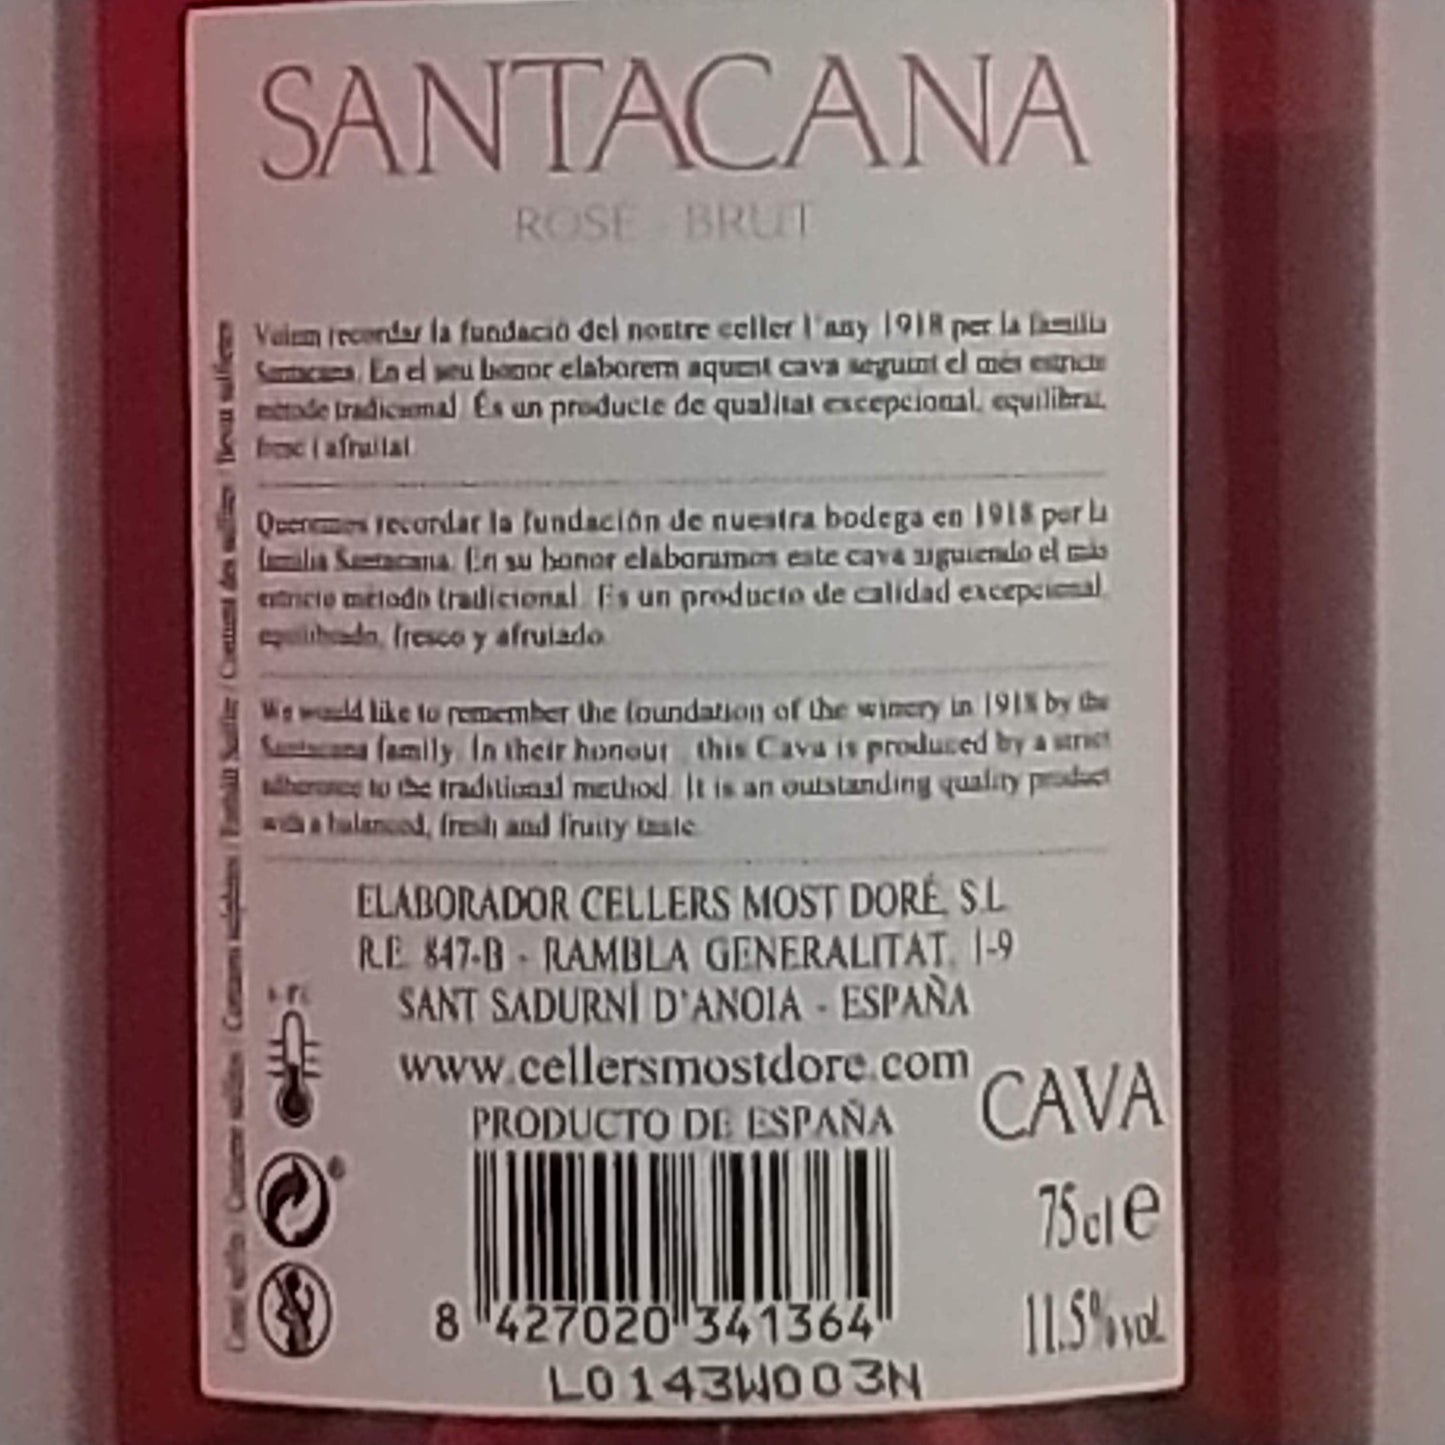 SANTACANA
ROSÉ - BRUT
Volem recordar la fundació del nostre celler l'any 1918 per la família
Santacana. En el seu honor elaborem aquest cava seguint el més estricte
mètode tradicional. És un producte de qualitat excepcional, equilibrat,
fresc i afruitat.
Queremos recordar la fundación de nuestra bodega en 1918 por la
familia Santacana. En su honor elaboramos este cava siguiendo el más
estricto método tradicional. Es un producto de calidad excepcional,
equilibrado, fresco y afrutado.
We would like to remember the foundation of the winery in 1918 by the
Santacana family. In their honour , this Cava is produced by a strict
adherence to the traditional method. It is an outstanding quality product
with a balanced, fresh and fruity taste.
ELABORADOR CELLERS MOST DORÉ, S.L.
R.E. 847-B - RAMBLA GENERALITAT, 1-9
SANT SADURNÍ D'ANOIA - ESPAÑA
www.cellersmostdore.com
PRODUCTO DE ESPAÑA
CAVA
75cl e
11.5% vol.
8 427020 341364
L0143W003N